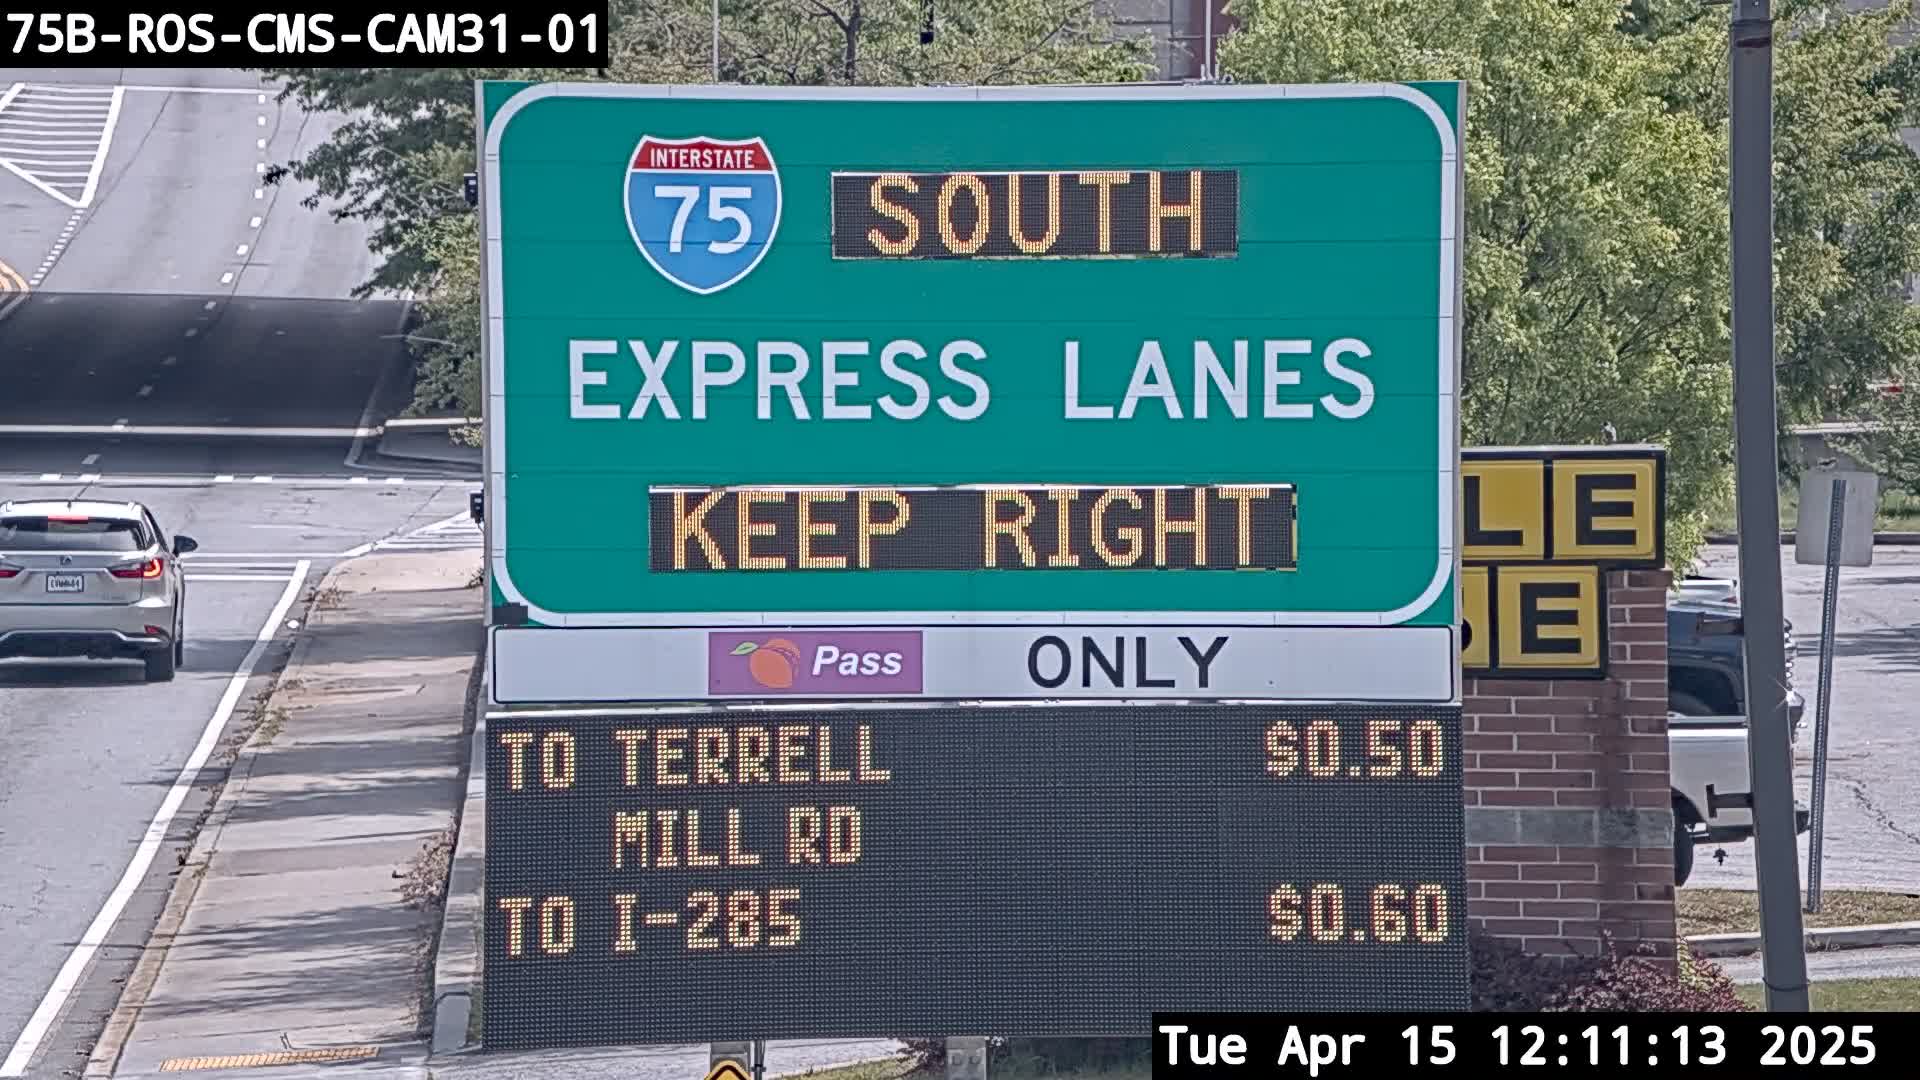 75B-ROS-CMS-CAM31-01
INTERSTATE
75
SOUTH
EXPRESS LANES
KEEP RIGHT
Pass ONLY
TO TERRELL $0.50
MILL RD
TO I-285 $0.60
LE
E
Tue Apr 15 12:11:13 2025